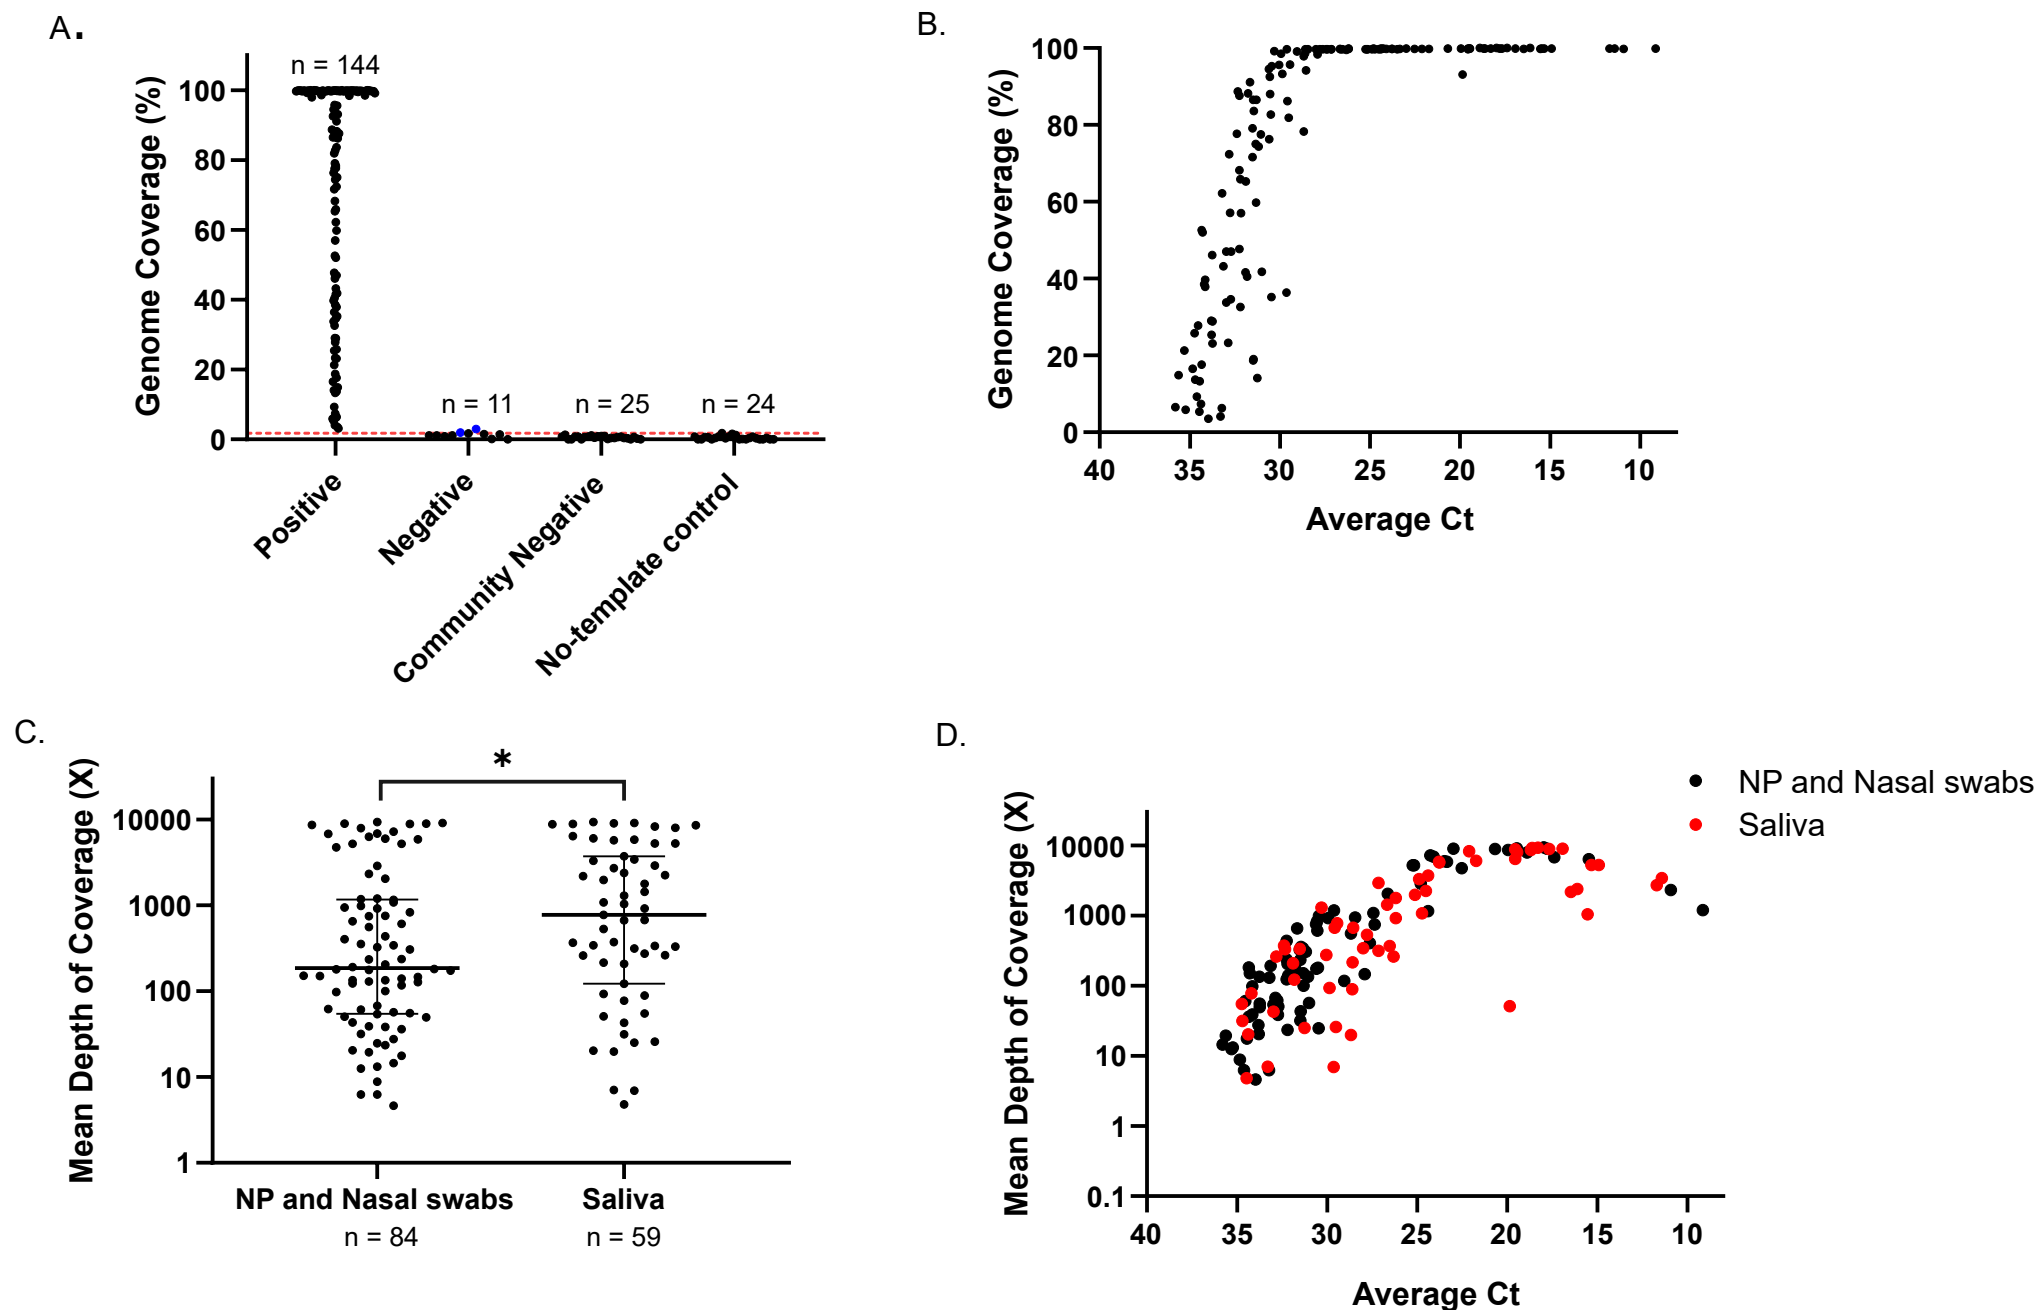 A.
Genome Coverage (%)
100
80
60
40
20
0
n = 144
n = 11
n = 25
n = 24
Positive
Negative
Community Negative
No-template control
B.
Genome Coverage (%)
100
80
60
40
20
0
40 35 30 25 20 15 10
Average Ct
C.
Mean Depth of Coverage (X)
10000
1000
100
10
1
*
NP and Nasal swabs
n = 84
Saliva
n = 59
D.
Mean Depth of Coverage (X)
10000
1000
100
10
1
0.1
40 35 30 25 20 15 10
Average Ct
NP and Nasal swabs
Saliva